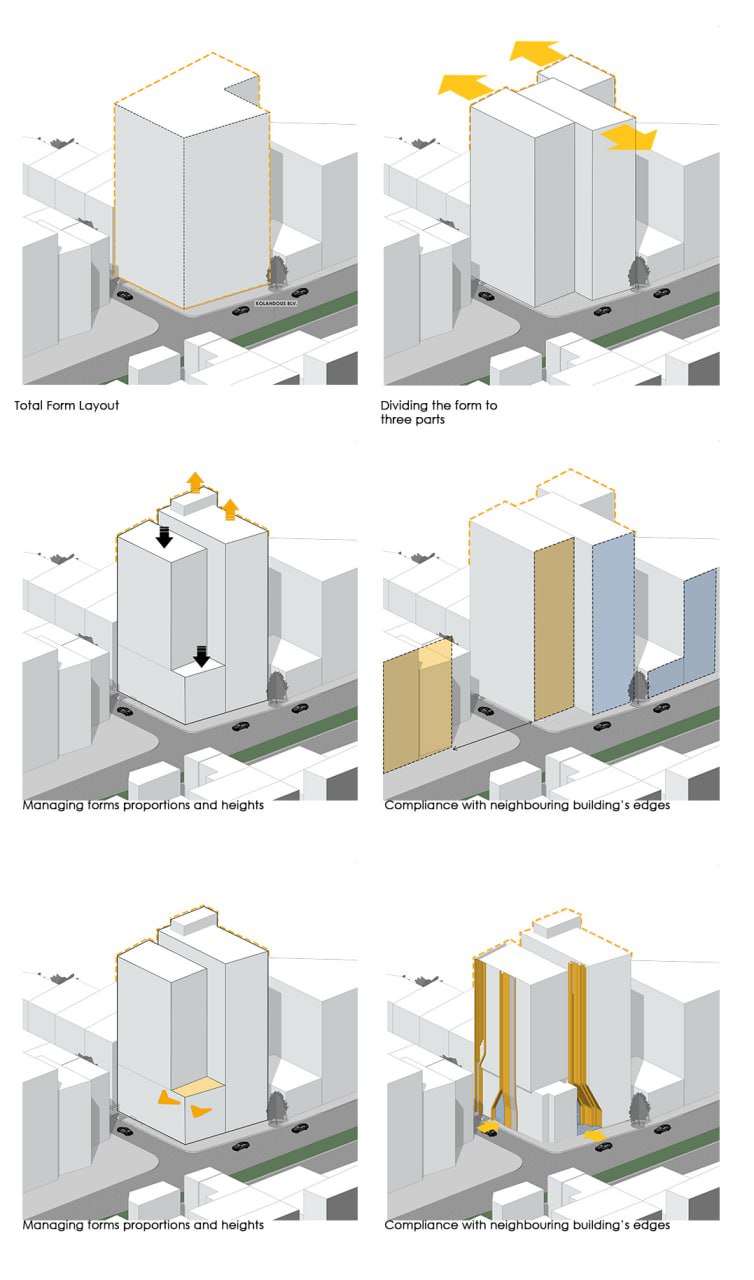 KOLAHDOUS BLV.
Total Form Layout
Dividing the form to
three parts
Managing forms proportions and heights
Compliance with neighbouring building's edges
Managing forms proportions and heights
Compliance with neighbouring building's edges